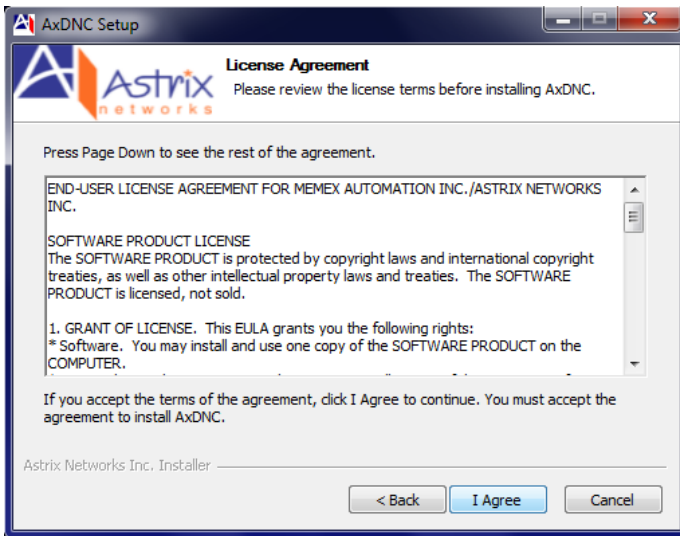 AxDNC Setup
Astrix
networks
License Agreement
Please review the license terms before installing AxDNC.
Press Page Down to see the rest of the agreement.
END-USER LICENSE AGREEMENT FOR MEMEX AUTOMATION INC./ASTRIX NETWORKS
INC.
SOFTWARE PRODUCT LICENSE
The SOFTWARE PRODUCT is protected by copyright laws and international copyright
treaties, as well as other intellectual property laws and treaties.  The SOFTWARE
PRODUCT is licensed, not sold.
1. GRANT OF LICENSE.  This EULA grants you the following rights:
* Software.  You may install and use one copy of the SOFTWARE PRODUCT on the
COMPUTER.
If you accept the terms of the agreement, click I Agree to continue. You must accept the
agreement to install AxDNC.
Astrix Networks Inc. Installer
< Back
I Agree
Cancel